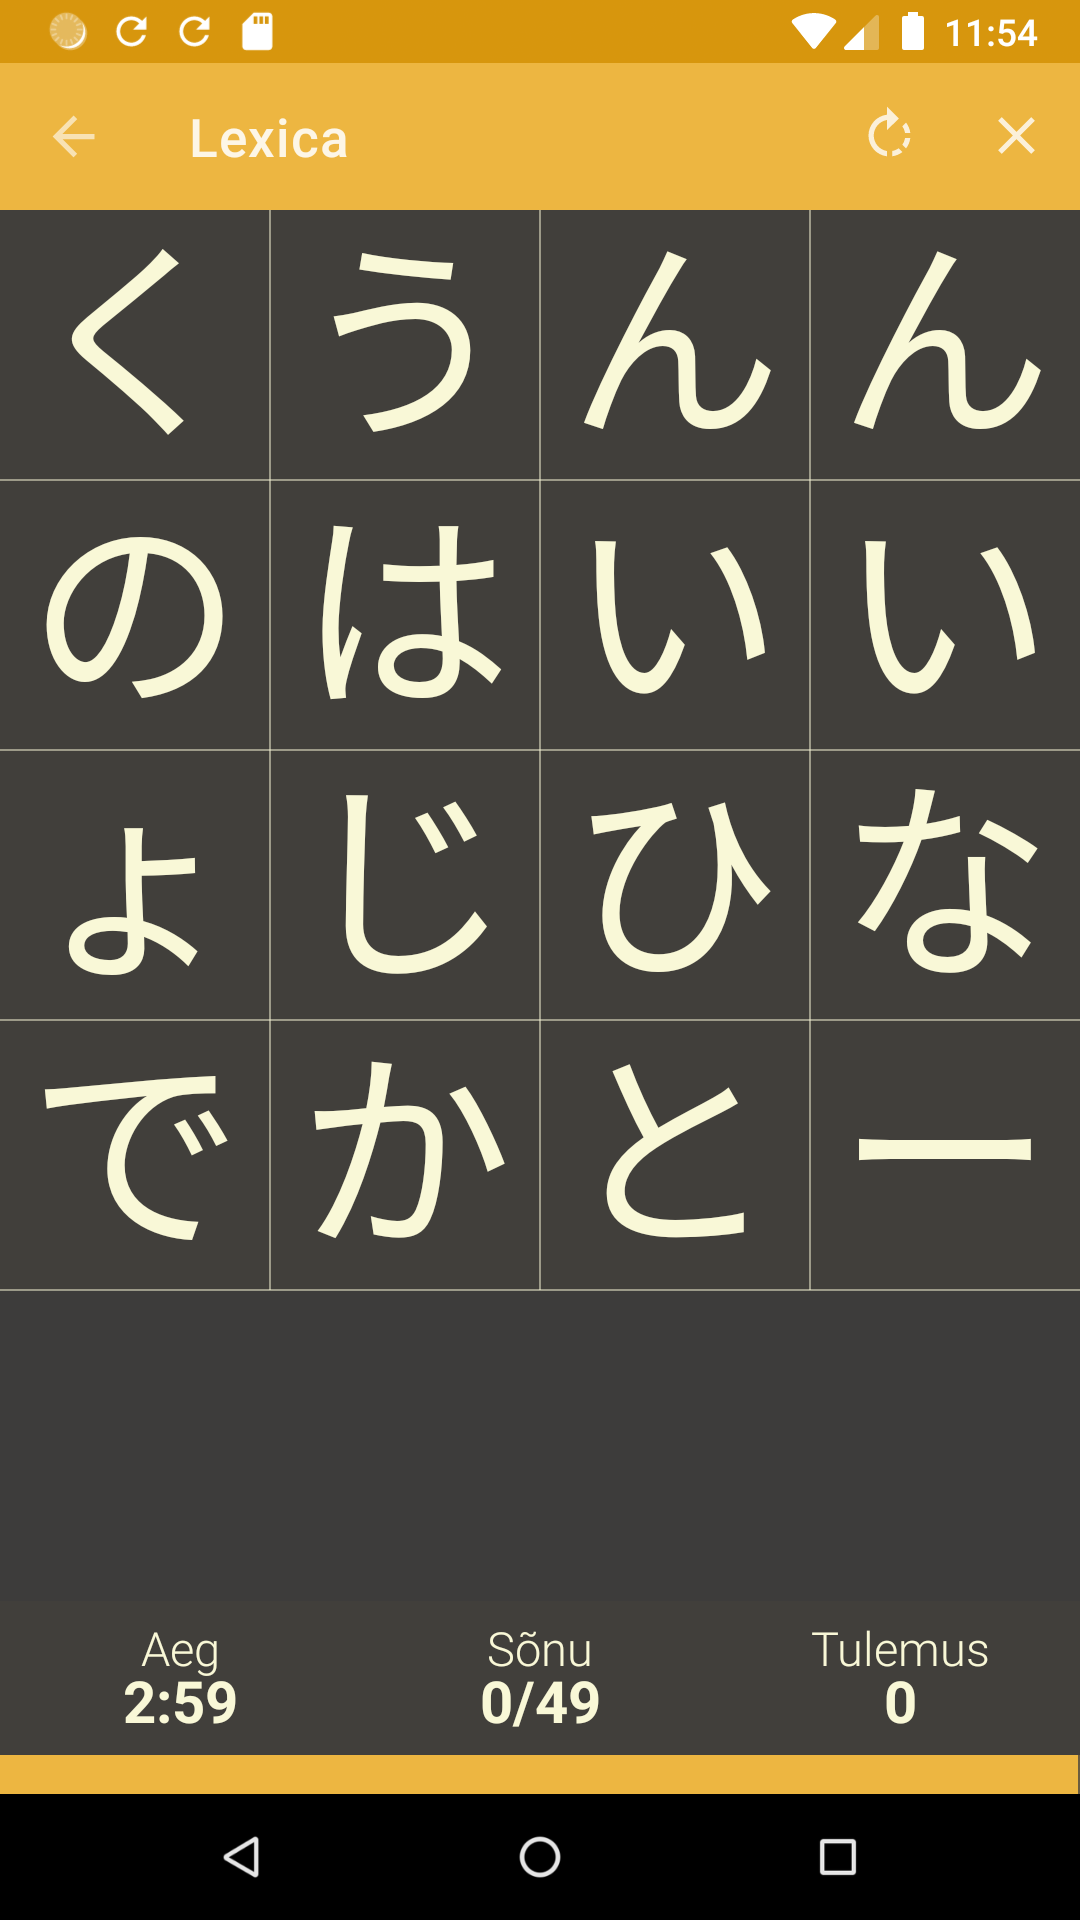 11:54
Lexica
く う ん ん
の は い い
ょ じ ひ な
で か と ー
Aeg Sõnu Tulemus
2:59 0/49 0